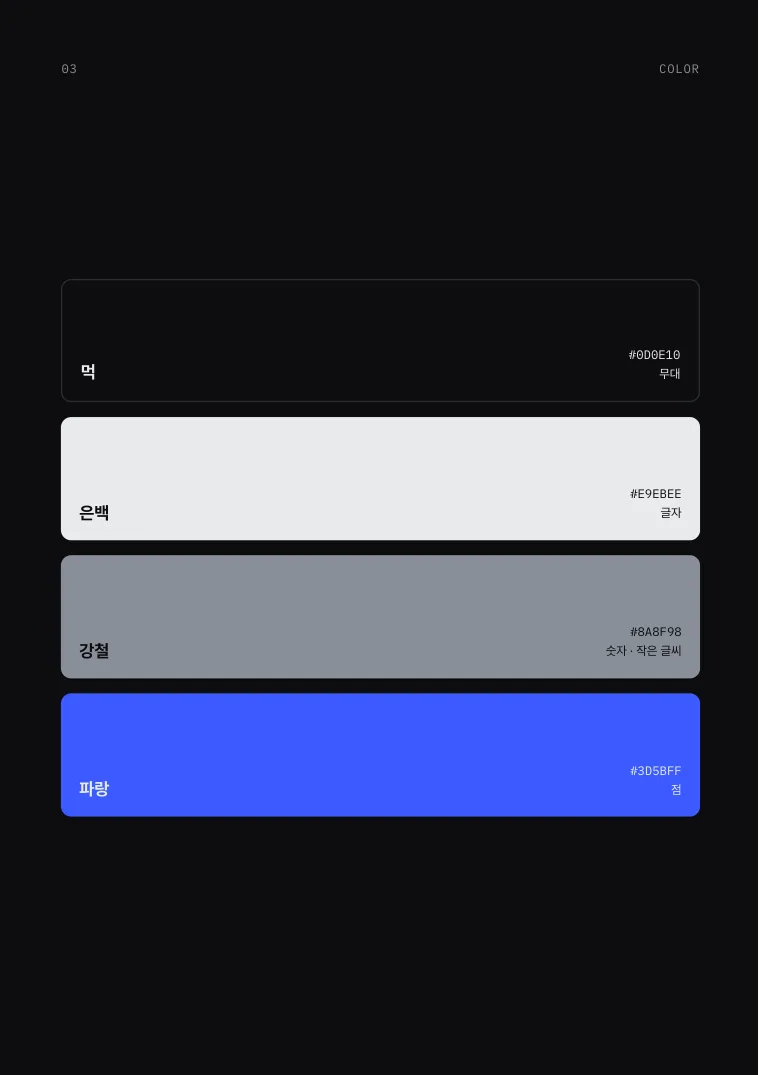 03
COLOR
먹
#0D0E10
무대
은백
#E9EBEE
글자
강철
#8A8F98
숫자 · 작은 글씨
파랑
#3D5BFF
점